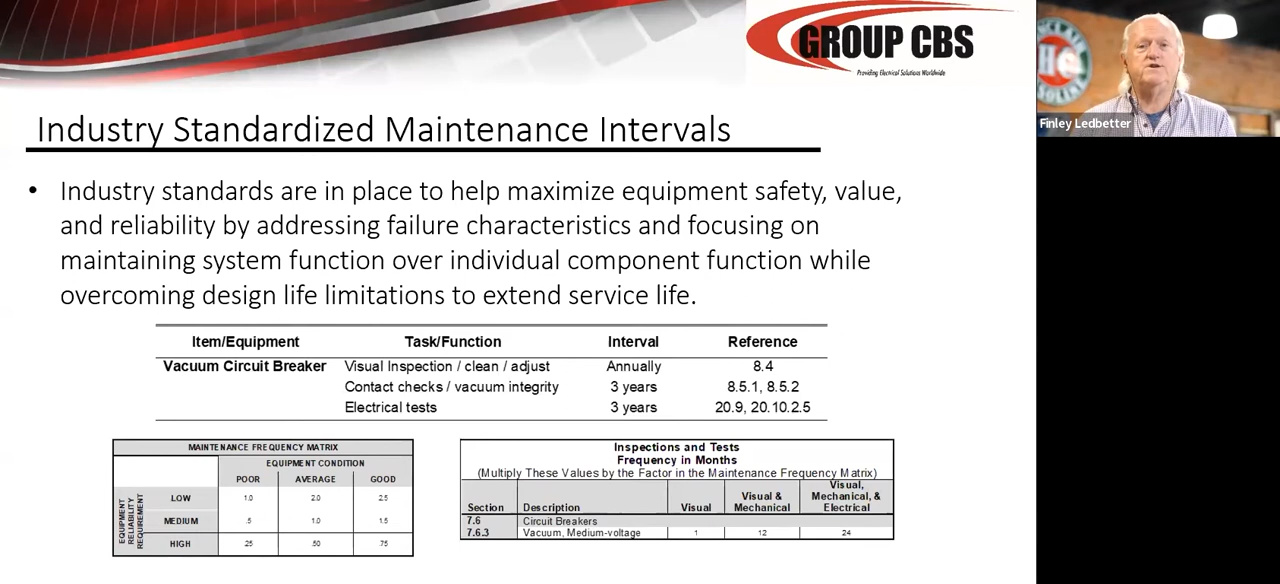 GROUP CBS
Providing Electrical Solutions Worldwide
Finley Ledbetter
Industry Standardized Maintenance Intervals
• Industry standards are in place to help maximize equipment safety, value,
and reliability by addressing failure characteristics and focusing on
maintaining system function over individual component function while
overcoming design life limitations to extend service life.
Item/Equipment Task/Function Interval Reference
Vacuum Circuit Breaker Visual Inspection / clean / adjust Annually 8.4
Contact checks / vacuum integrity 3 years 8.5.1, 8.5.2
Electrical tests 3 years 20.9, 20.10.2.5
MAINTENANCE FREQUENCY MATRIX
EQUIPMENT CONDITION
POOR AVERAGE GOOD
EQUIPMENT
RELIABILITY
REQUIREMENT
LOW 1.0 2.0 2.5
MEDIUM .5 1.0 1.5
HIGH .25 .50 .75
Inspections and Tests
Frequency in Months
(Multiply These Values by the Factor in the Maintenance Frequency Matrix)
Section Description Visual Visual & Mechanical Visual, Mechanical, & Electrical
7.6 Circuit Breakers
7.6.3 Vacuum, Medium-voltage 1 12 24